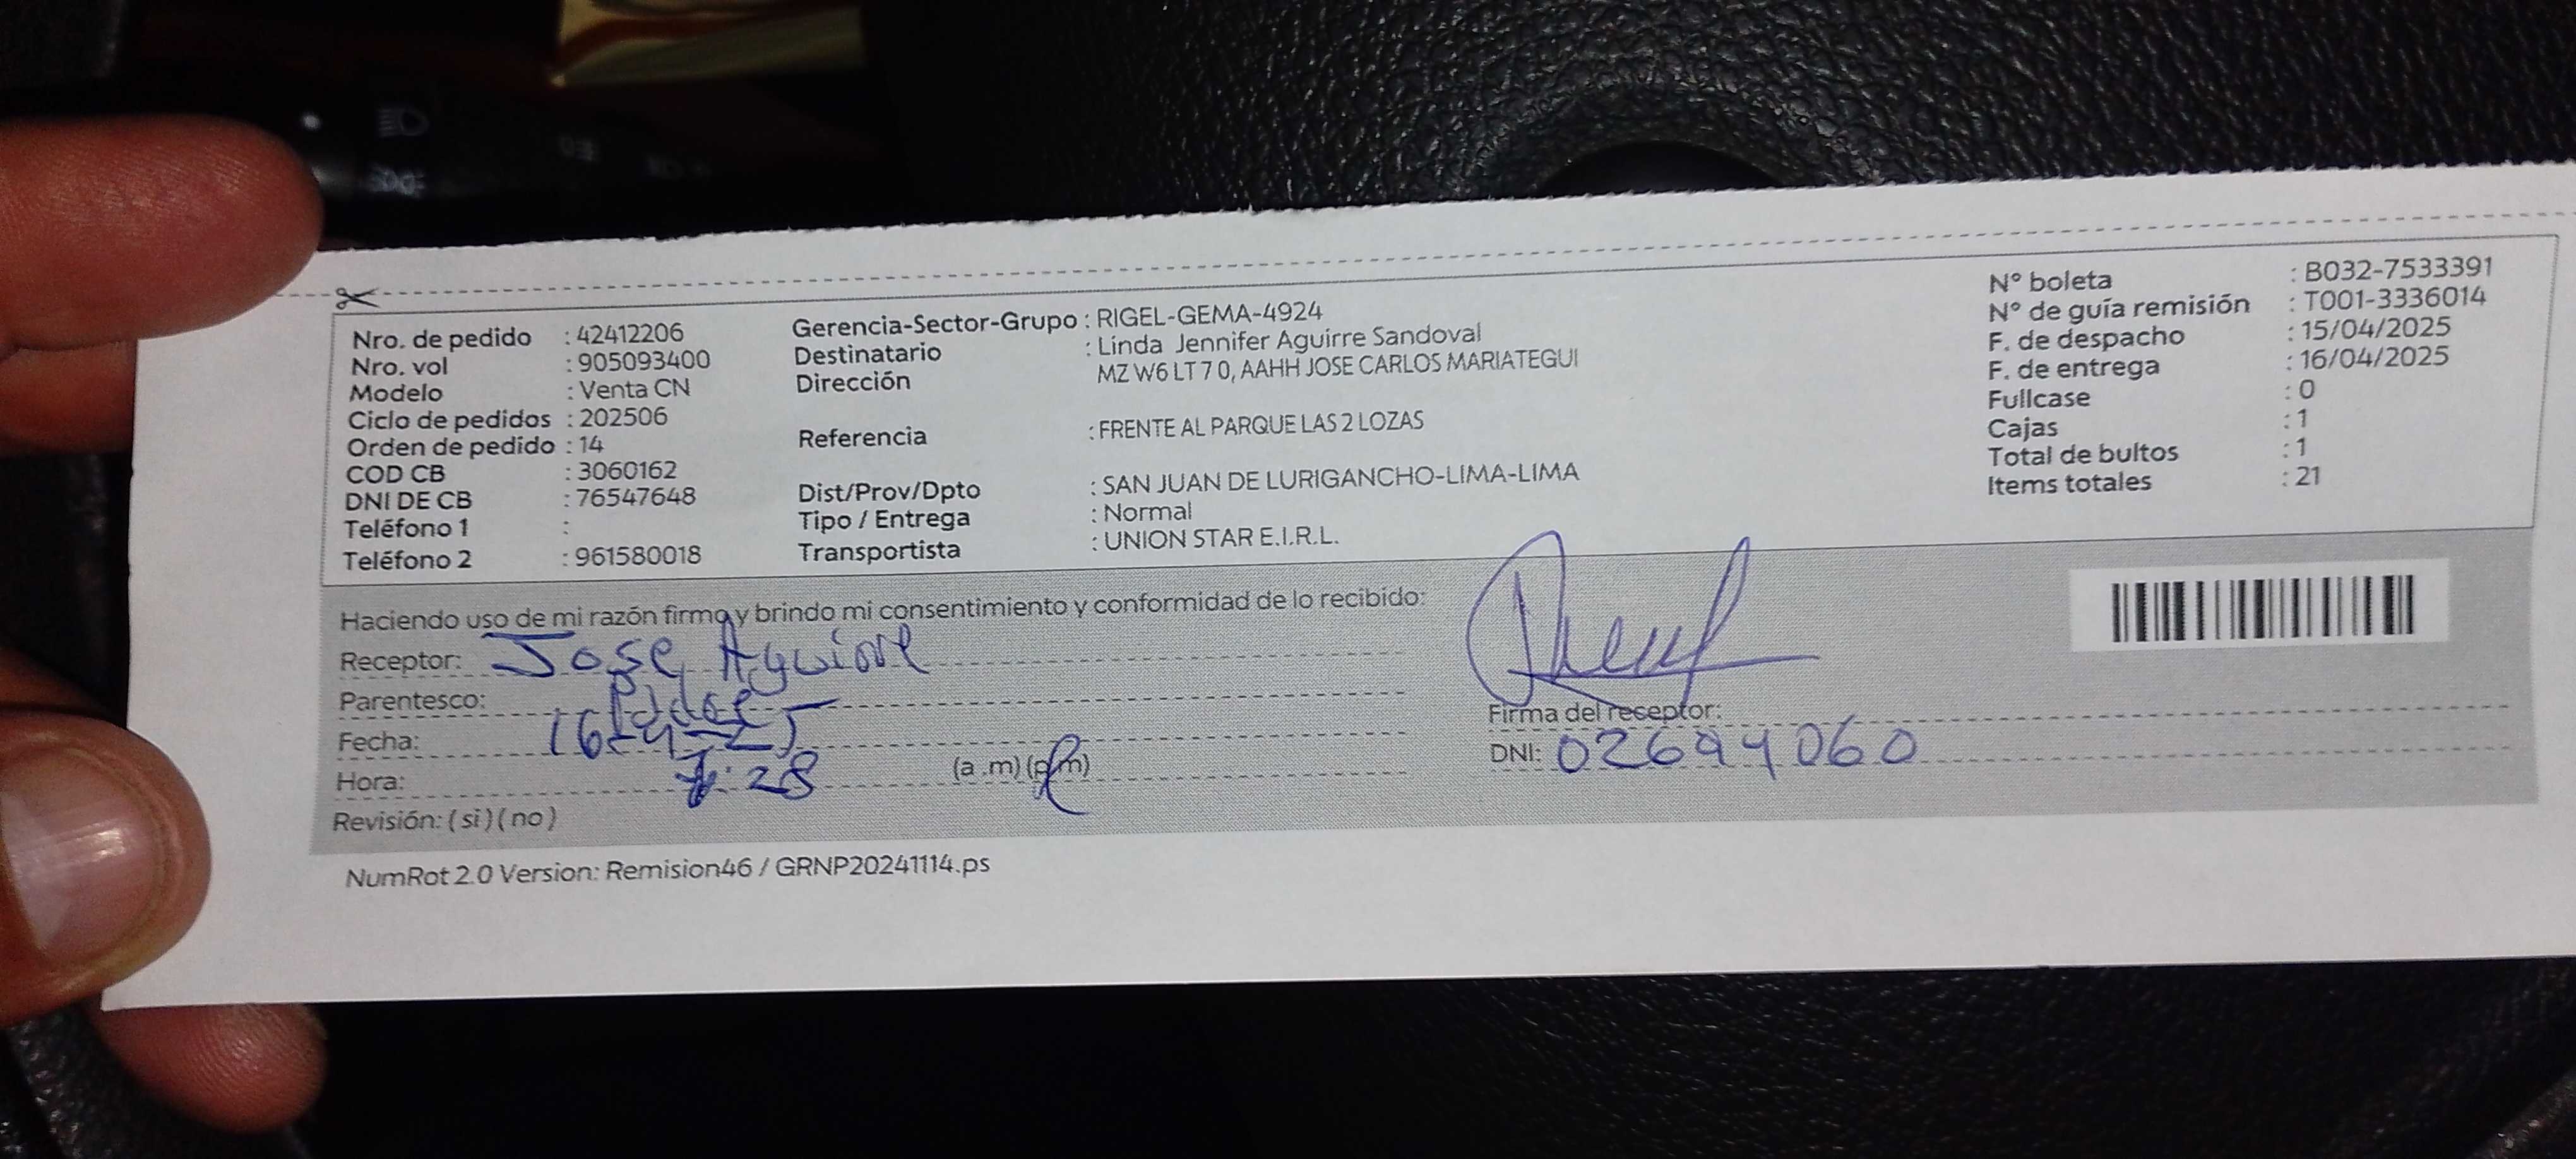 Nro. de pedido : 42412206
Nro. vol : 905093400
Modelo : Venta CN
Ciclo de pedidos : 202506
Orden de pedido : 14
COD CB : 3060162
DNI DE CB : 76547648
Teléfono 1 :
Teléfono 2 : 961580018
Gerencia-Sector-Grupo : RIGEL-GEMA-4924
Destinatario : Linda Jennifer Aguirre Sandoval
Dirección MZ W6 LT 7 0, AAHH JOSE CARLOS MARIATEGUI
Referencia : FRENTE AL PARQUE LAS 2 LOZAS
Dist/Prov/Dpto : SAN JUAN DE LURIGANCHO-LIMA-LIMA
Tipo / Entrega : Normal
Transportista : UNION STAR E.I.R.L.
N° boleta : B032-7533391
N° de guía remisión : T001-3336014
F. de despacho : 15/04/2025
F. de entrega : 16/04/2025
Fullcase : 0
Cajas : 1
Total de bultos : 1
Items totales : 21
Haciendo uso de mi razón firmo y brindo mi consentimiento y conformidad de lo recibido:
Receptor: Jose Aguirre
Parentesco: Padre
Fecha: 16-4-25
Hora: 7:28 (a .m) (p.m)
Revisión: ( si ) ( no )
Firma del receptor:
DNI: 02694060
NumRot 2.0 Version: Remision46 / GRNP20241114.ps